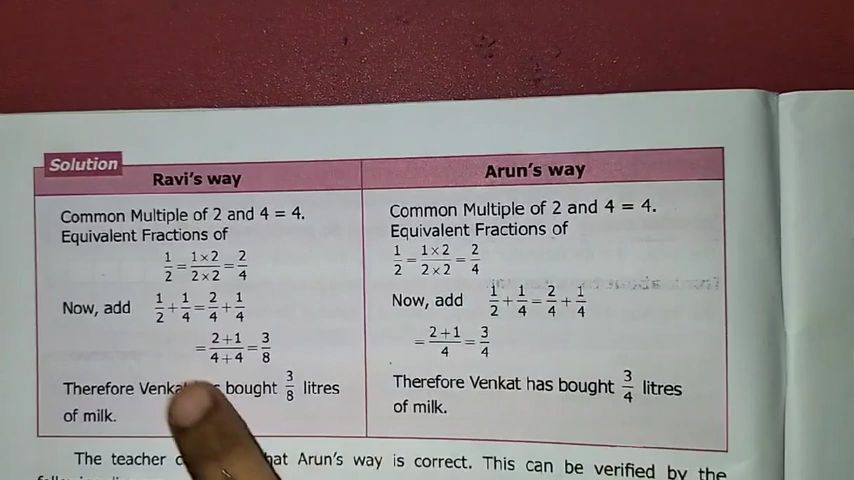 Solution
Ravi's way
Common Multiple of 2 and 4 = 4.
Equivalent Fractions of
1/2 = 1×2/2×2 = 2/4
Now, add 1/2 + 1/4 = 2/4 + 1/4
= 2+1/4+4 = 3/8
Therefore bought 3/8 litres
of milk.
Arun's way
Common Multiple of 2 and 4 = 4.
Equivalent Fractions of
1/2 = 1×2/2×2 = 2/4
Now, add 1/2 + 1/4 = 2/4 + 1/4
= 2+1/4 = 3/4
Therefore Venkat has bought 3/4 litres
of milk.
The teacher that Arun's way is correct. This can be verified by the